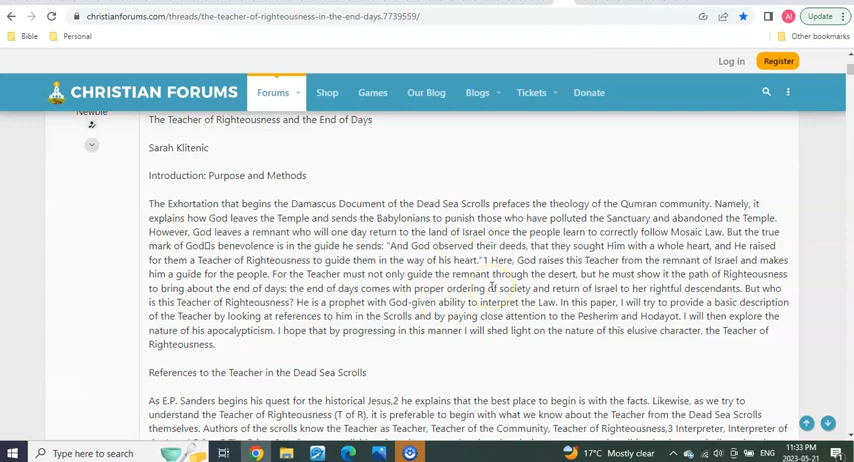 christianforums.com/threads/the-teacher-of-righteousness-in-the-end-days.7739559/
AI
Update
Bible
Personal
Other bookmarks
Log in
Register
CHRISTIAN FORUMS
Forums
Shop
Games
Our Blog
Blogs
Tickets
Donate
Newbie
The Teacher of Righteousness and the End of Days
Sarah Klitenic
Introduction: Purpose and Methods
The Exhortation that begins the Damascus Document of the Dead Sea Scrolls prefaces the theology of the Qumran community. Namely, it
explains how God leaves the Temple and sends the Babylonians to punish those who have polluted the Sanctuary and abandoned the Temple.
However, God leaves a remnant who will one day return to the land of Israel once the people learn to correctly follow Mosaic Law. But the true
mark of God□s benevolence is in the guide he sends: "And God observed their deeds, that they sought Him with a whole heart, and He raised
for them a Teacher of Righteousness to guide them in the way of his heart."1 Here, God raises this Teacher from the remnant of Israel and makes
him a guide for the people. For the Teacher must not only guide the remnant through the desert, but he must show it the path of Righteousness
to bring about the end of days: the end of days comes with proper ordering of society and return of Israel to her rightful descendants. But who
is this Teacher of Righteousness? He is a prophet with God-given ability to interpret the Law. In this paper, I will try to provide a basic description
of the Teacher by looking at references to him in the Scrolls and by paying close attention to the Pesherim and Hodayot. I will then explore the
nature of his apocalypticism. I hope that by progressing in this manner I will shed light on the nature of this elusive character, the Teacher of
Righteousness.
References to the Teacher in the Dead Sea Scrolls
As E.P. Sanders begins his quest for the historical Jesus,2 he explains that the best place to begin is with the facts. Likewise, as we try to
understand the Teacher of Righteousness (T of R), it is preferable to begin with what we know about the Teacher from the Dead Sea Scrolls
themselves. Authors of the scrolls know the Teacher as Teacher, Teacher of the Community, Teacher of Righteousness,3 Interpreter, Interpreter of
Type here to search
17°C Mostly clear
ENG
11:33 PM
2023-05-21